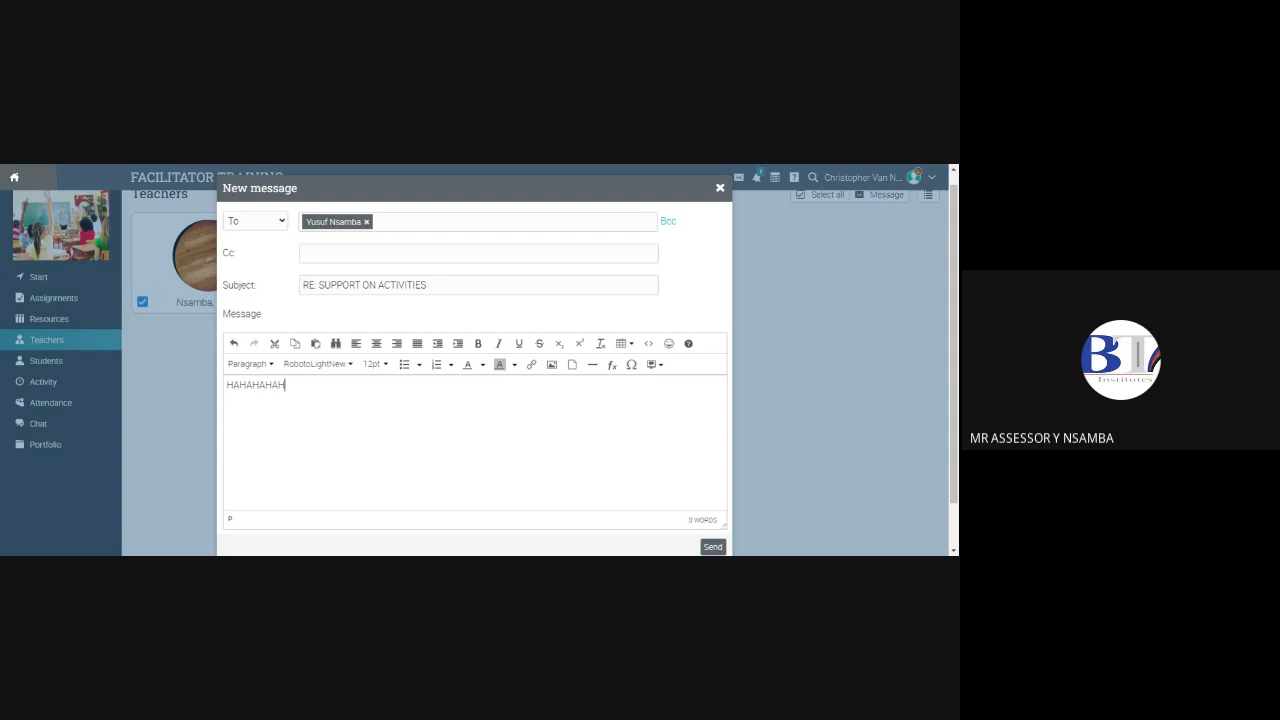 FACILITATOR TRAINING
Christopher Van N...
Teachers
Select all
Message
New message
To
Yusuf Nsamba
Bcc
Cc:
Subject:
RE: SUPPORT ON ACTIVITIES
Message
Paragraph
RobotoLightNew
12pt
HAHAHAHAH
P
0 WORDS
Send
Nsamba,
Start
Assignments
Resources
Teachers
Students
Activity
Attendance
Chat
Portfolio
Institutes
MR ASSESSOR Y NSAMBA